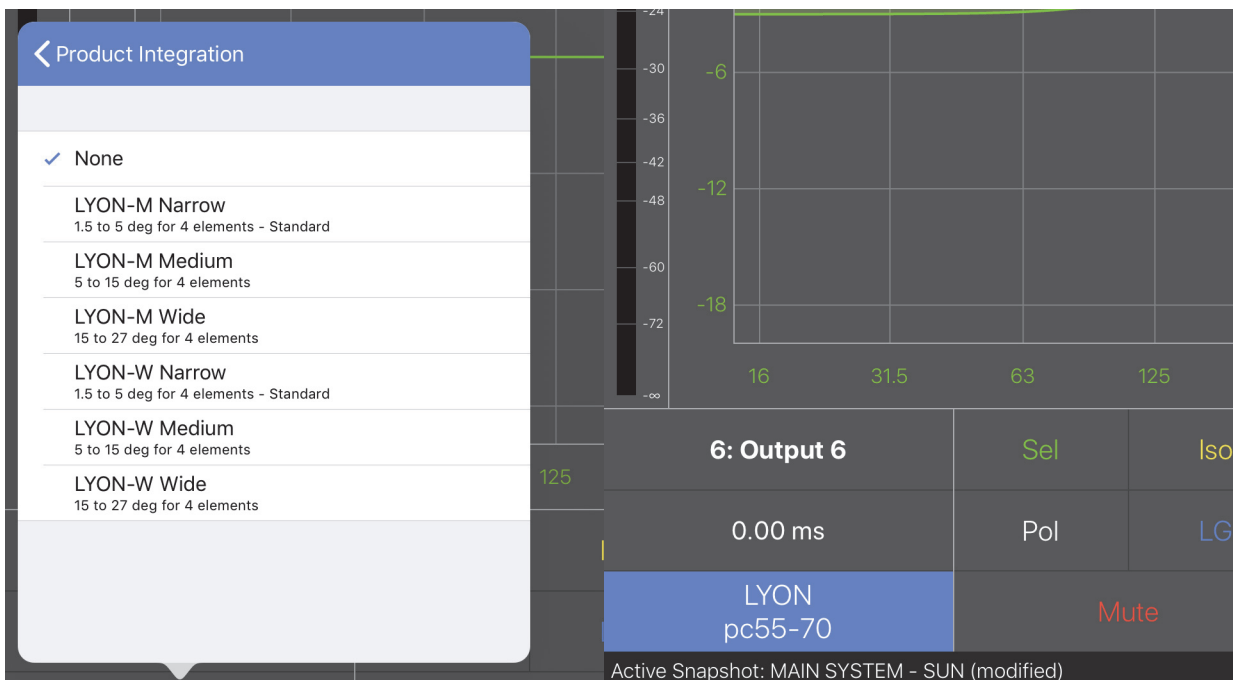 Product Integration
None
LYON-M Narrow
1.5 to 5 deg for 4 elements - Standard
LYON-M Medium
5 to 15 deg for 4 elements
LYON-M Wide
15 to 27 deg for 4 elements
LYON-W Narrow
1.5 to 5 deg for 4 elements - Standard
LYON-W Medium
5 to 15 deg for 4 elements
LYON-W Wide
15 to 27 deg for 4 elements
125
-24
-30
-36
-42
-48
-60
-72
-∞
-6
-12
-18
16 31.5 63 125
6: Output 6 Sel Iso
0.00 ms Pol LG
LYON
pc55-70
Mute
Active Snapshot: MAIN SYSTEM - SUN (modified)